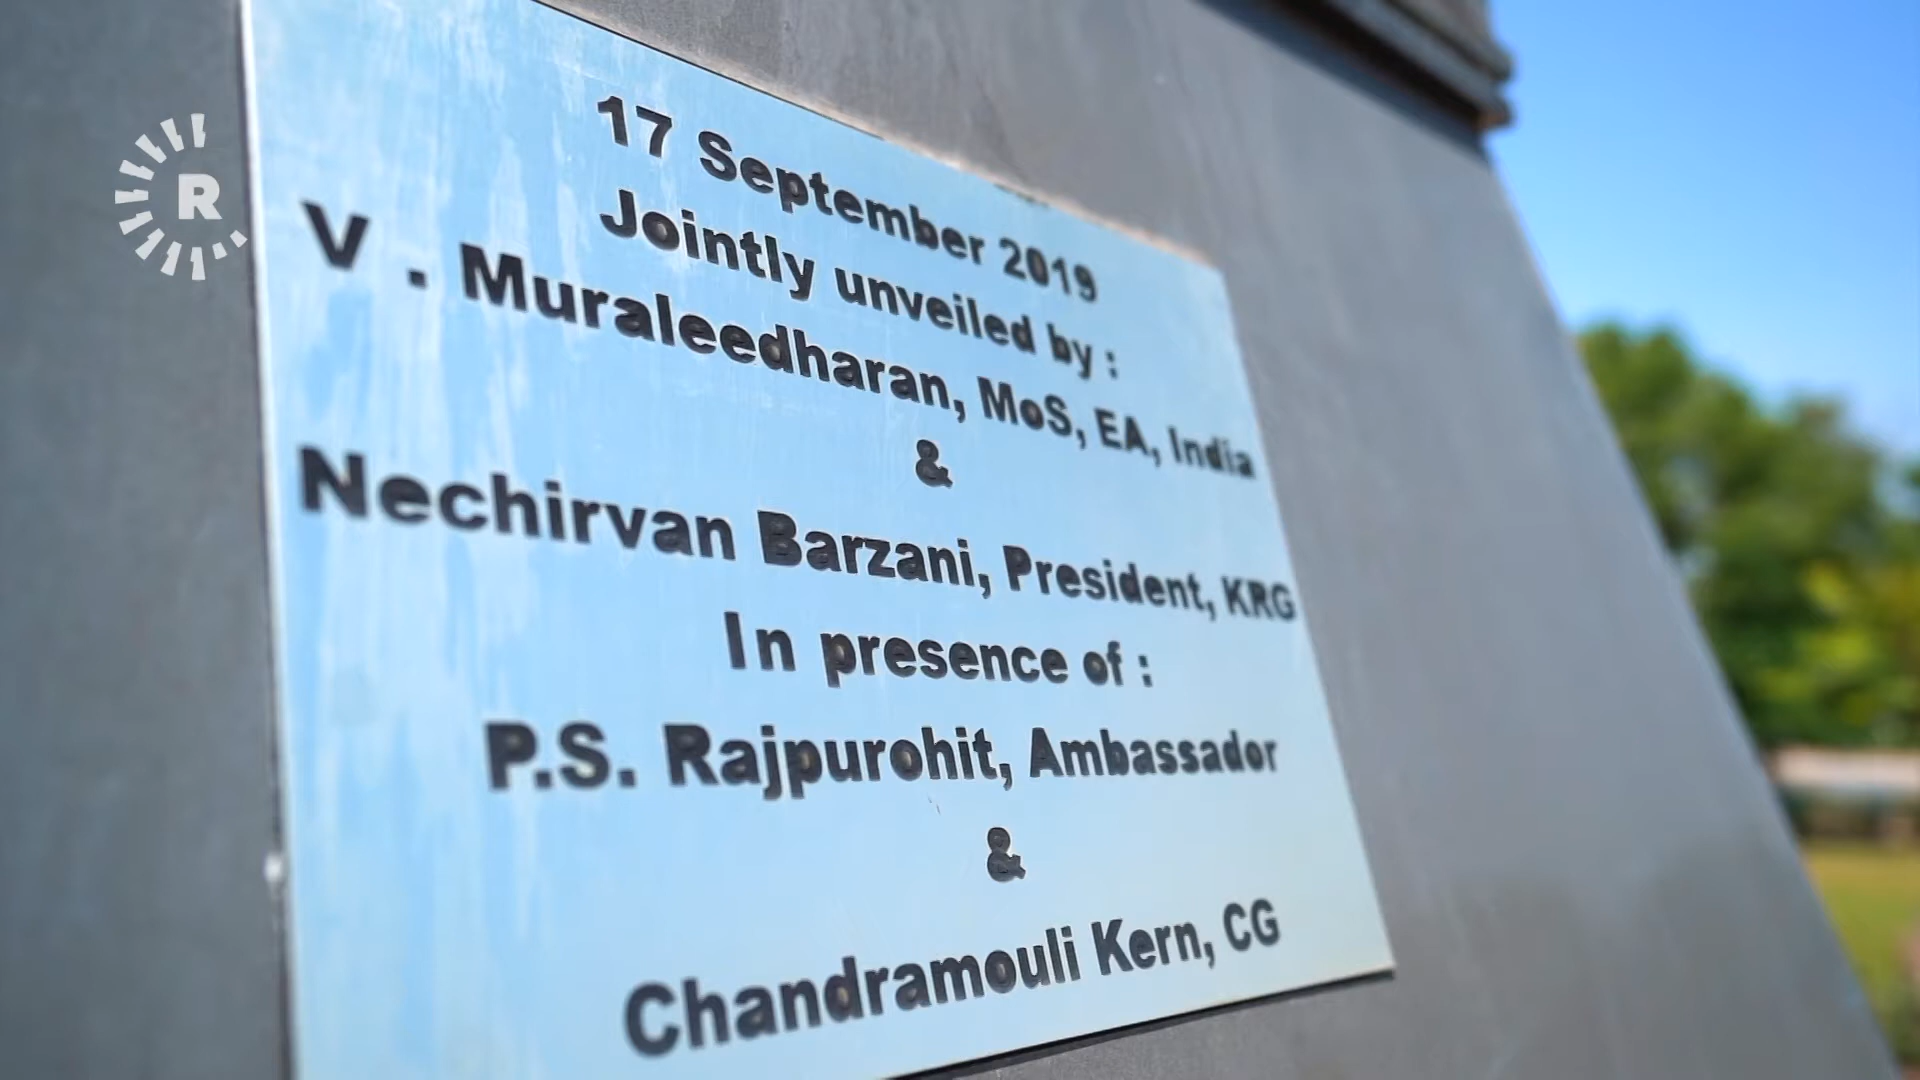 R
17 September 2019
Jointly unveiled by :
V . Muraleedharan, MoS, EA, India
&
Nechirvan Barzani, President, KRG
In presence of :
P.S. Rajpurohit, Ambassador
&
Chandramouli Kern, CG